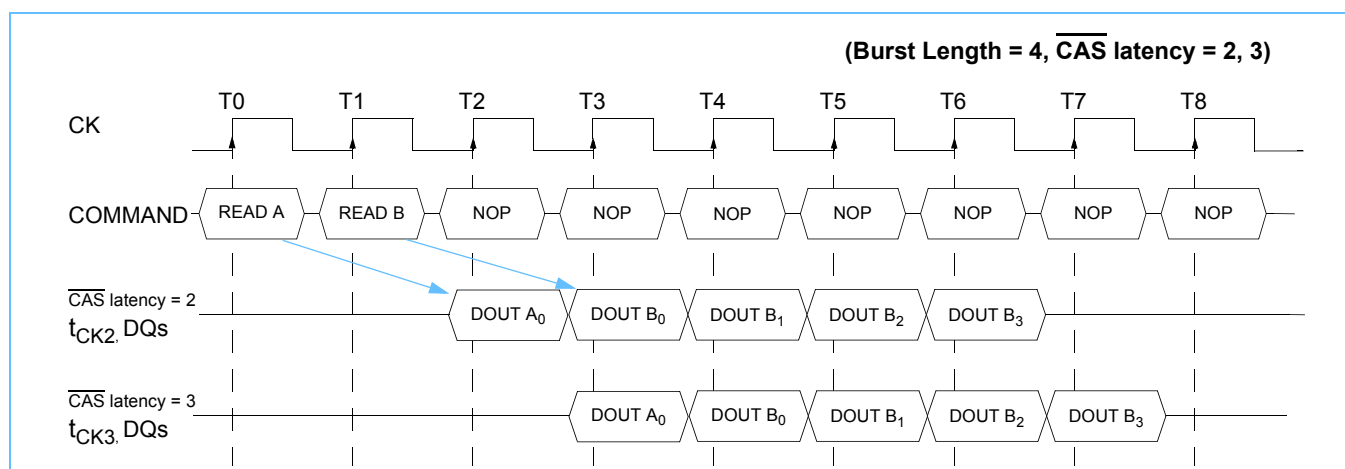 (Burst Length = 4, CAS latency = 2, 3)
T0 T1 T2 T3 T4 T5 T6 T7 T8
CK
COMMAND READ A READ B NOP NOP NOP NOP NOP NOP NOP
CAS latency = 2
tCK2, DQs DOUT A0 DOUT B0 DOUT B1 DOUT B2 DOUT B3
CAS latency = 3
tCK3, DQs DOUT A0 DOUT B0 DOUT B1 DOUT B2 DOUT B3